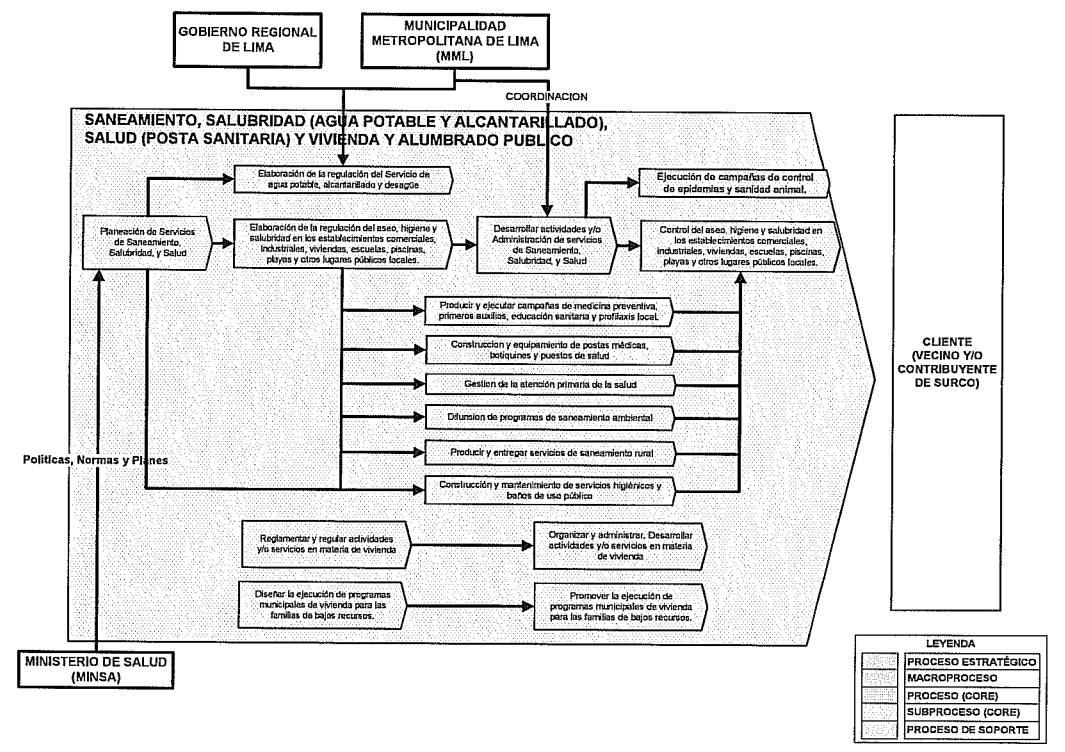 GOBIERNO REGIONAL
DE LIMA
MUNICIPALIDAD
METROPOLITANA DE LIMA
(MML)
COORDINACION
SANEAMIENTO, SALUBRIDAD (AGUA POTABLE Y ALCANTARILLADO),
SALUD (POSTA SANITARIA) Y VIVIENDA Y ALUMBRADO PUBLICO
Elaboración de la regulación del Servicio de
agua potable, alcantarillado y desagüe
Ejecución de campañas de control
de epidemias y sanidad animal.
Planeación de Servicios
de Saneamiento,
Salubridad, y Salud
Elaboración de la regulación del aseo, higiene y
salubridad en los establecimientos comerciales,
industriales, viviendas, escuelas, piscinas,
playas y otros lugares públicos locales.
Desarrollar actividades y/o
Administración de servicios
de Saneamiento,
Salubridad, y Salud
Control del aseo, higiene y salubridad en
los establecimientos comerciales,
industriales, viviendas, escuelas, piscinas,
playas y otros lugares públicos locales.
Producir y ejecutar campañas de medicina preventiva,
primeros auxilios, educación sanitaria y profilaxis local.
Construccion y equipamiento de postas médicas,
botiquines y puestos de salud
Gestion de la atención primaria de la salud
Difunsion de programas de saneamiento ambiental
Producir y entregar servicios de saneamiento rural
Construcción y mantenimiento de servicios higiénicos y
baños de uso público
Políticas, Normas y Planes
Reglamentar y regular actividades
y/o servicios en materia de vivienda
Organizar y administrar, Desarrollar
actividades y/o servicios en materia
de vivienda
Diseñar la ejecución de programas
municipales de vivienda para las
familias de bajos recursos.
Promover la ejecución de
programas municipales de vivienda
para las familias de bajos recursos.
CLIENTE
(VECINO Y/O
CONTRIBUYENTE
DE SURCO)
MINISTERIO DE SALUD
(MINSA)
LEYENDA
PROCESO ESTRATÉGICO
MACROPROCESO
PROCESO (CORE)
SUBPROCESO (CORE)
PROCESO DE SOPORTE